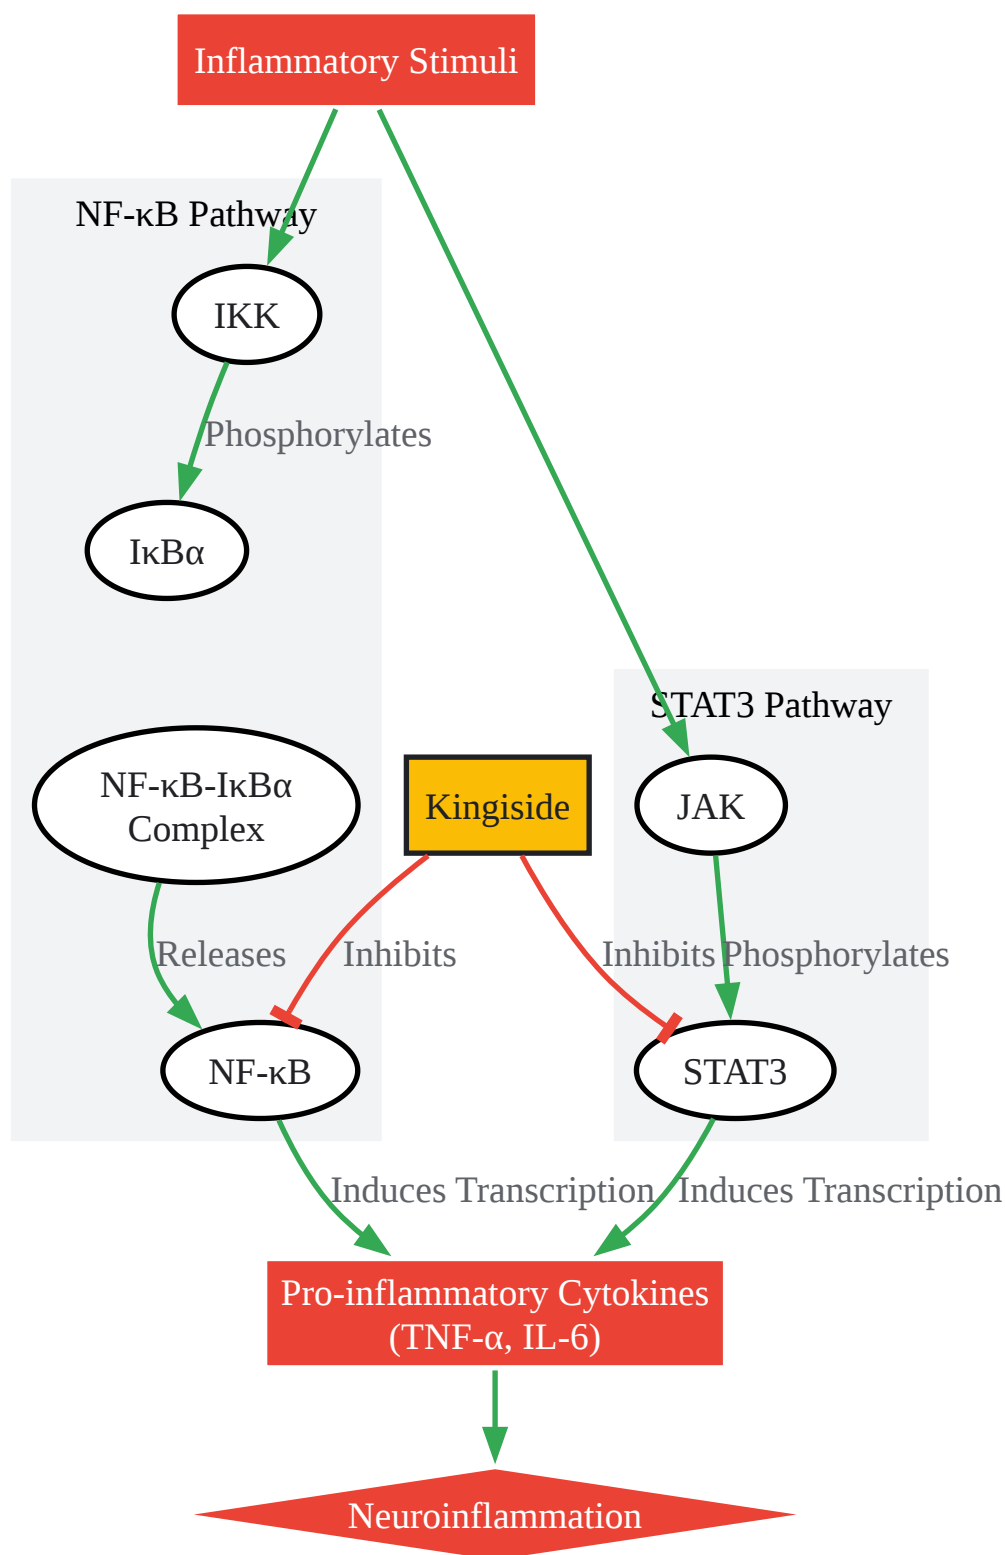 Inflammatory Stimuli
NF-κB Pathway
IKK
Phosphorylates
IκBα
STAT3 Pathway
NF-κB-IκBα
Complex
Kingiside
JAK
Releases
Inhibits
Inhibits
Phosphorylates
NF-κB
STAT3
Induces Transcription
Induces Transcription
Pro-inflammatory Cytokines
(TNF-α, IL-6)
Neuroinflammation